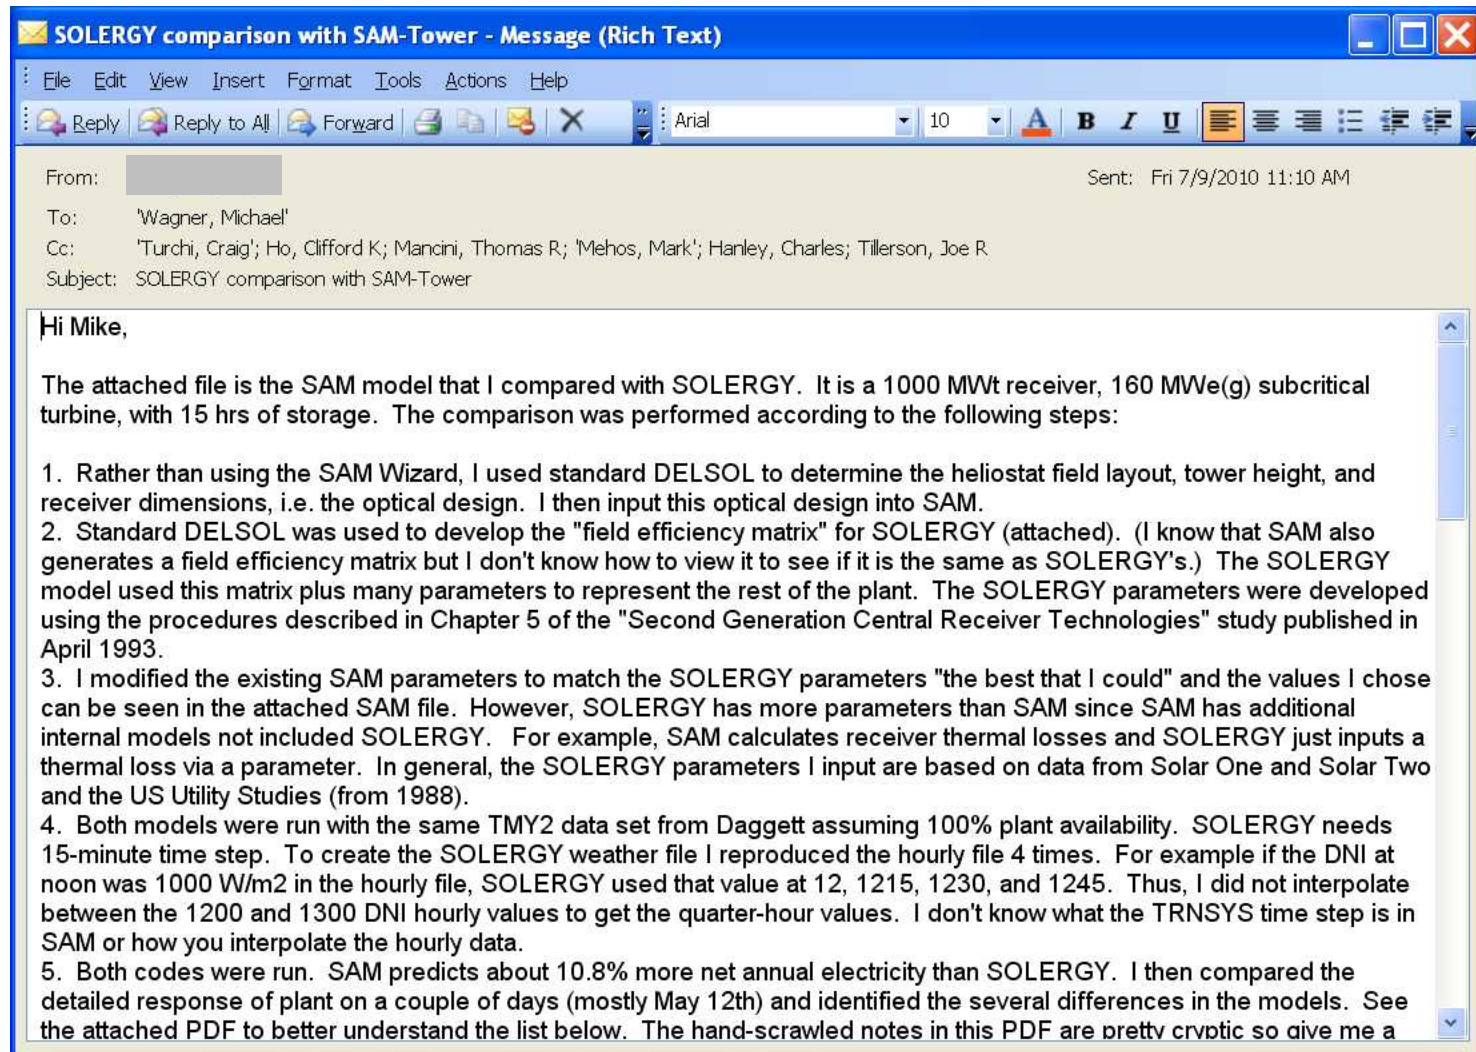 SOLERGY comparison with SAM-Tower - Message (Rich Text)
File Edit View Insert Format Tools Actions Help
Reply Reply to All Forward Arial 10 A B I U
From: Sent: Fri 7/9/2010 11:10 AM
To: 'Wagner, Michael'
Cc: 'Turchi, Craig'; Ho, Clifford K; Mancini, Thomas R; 'Mehos, Mark'; Hanley, Charles; Tillerson, Joe R
Subject: SOLERGY comparison with SAM-Tower
Hi Mike,
The attached file is the SAM model that I compared with SOLERGY. It is a 1000 MWt receiver, 160 MWe(g) subcritical
turbine, with 15 hrs of storage. The comparison was performed according to the following steps:
1. Rather than using the SAM Wizard, I used standard DELSOL to determine the heliostat field layout, tower height, and
receiver dimensions, i.e. the optical design. I then input this optical design into SAM.
2. Standard DELSOL was used to develop the "field efficiency matrix" for SOLERGY (attached). (I know that SAM also
generates a field efficiency matrix but I don't know how to view it to see if it is the same as SOLERGY's.) The SOLERGY
model used this matrix plus many parameters to represent the rest of the plant. The SOLERGY parameters were developed
using the procedures described in Chapter 5 of the "Second Generation Central Receiver Technologies" study published in
April 1993.
3. I modified the existing SAM parameters to match the SOLERGY parameters "the best that I could" and the values I chose
can be seen in the attached SAM file. However, SOLERGY has more parameters than SAM since SAM has additional
internal models not included SOLERGY. For example, SAM calculates receiver thermal losses and SOLERGY just inputs a
thermal loss via a parameter. In general, the SOLERGY parameters I input are based on data from Solar One and Solar Two
and the US Utility Studies (from 1988).
4. Both models were run with the same TMY2 data set from Daggett assuming 100% plant availability. SOLERGY needs
15-minute time step. To create the SOLERGY weather file I reproduced the hourly file 4 times. For example if the DNI at
noon was 1000 W/m2 in the hourly file, SOLERGY used that value at 12, 1215, 1230, and 1245. Thus, I did not interpolate
between the 1200 and 1300 DNI hourly values to get the quarter-hour values. I don't know what the TRNSYS time step is in
SAM or how you interpolate the hourly data.
5. Both codes were run. SAM predicts about 10.8% more net annual electricity than SOLERGY. I then compared the
detailed response of plant on a couple of days (mostly May 12th) and identified the several differences in the models. See
the attached PDF to better understand the list below. The hand-scrawled notes in this PDF are pretty cryptic so give me a